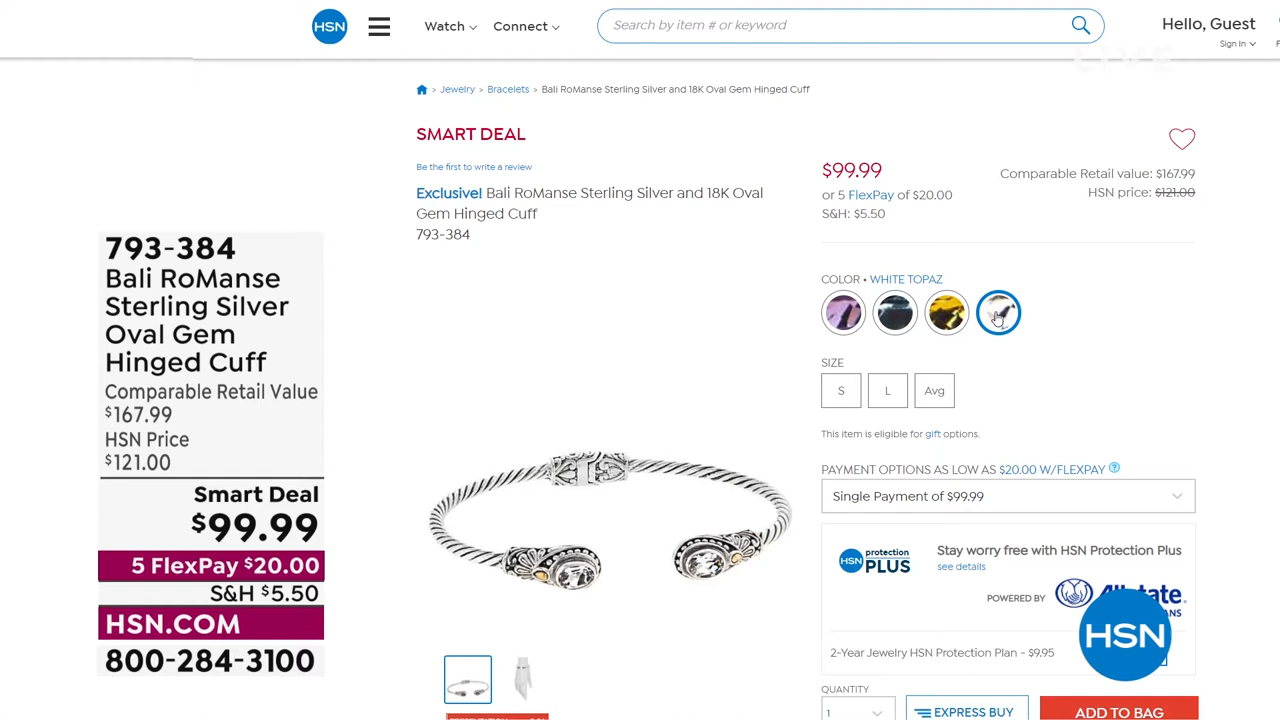 HSN
Watch
Connect
Search by item # or keyword
Hello, Guest
Sign In
LIVE
> Jewelry > Bracelets > Bali RoManse Sterling Silver and 18K Oval Gem Hinged Cuff
SMART DEAL
Be the first to write a review
Exclusive! Bali RoManse Sterling Silver and 18K Oval
Gem Hinged Cuff
793-384
$99.99
or 5 FlexPay of $20.00
S&H: $5.50
Comparable Retail value: $167.99
HSN price: $121.00
COLOR • WHITE TOPAZ
SIZE
S
L
Avg
This item is eligible for gift options.
PAYMENT OPTIONS AS LOW AS $20.00 W/FLEXPAY ?
Single Payment of $99.99
HSN protection PLUS
Stay worry free with HSN Protection Plus
see details
POWERED BY
HSN
2-Year Jewelry HSN Protection Plan - $9.95
QUANTITY
1
EXPRESS BUY
ADD TO BAG
793-384
Bali RoManse
Sterling Silver
Oval Gem
Hinged Cuff
Comparable Retail Value
$167.99
HSN Price
$121.00
Smart Deal
$99.99
5 FlexPay $20.00
S&H $5.50
HSN.COM
800-284-3100